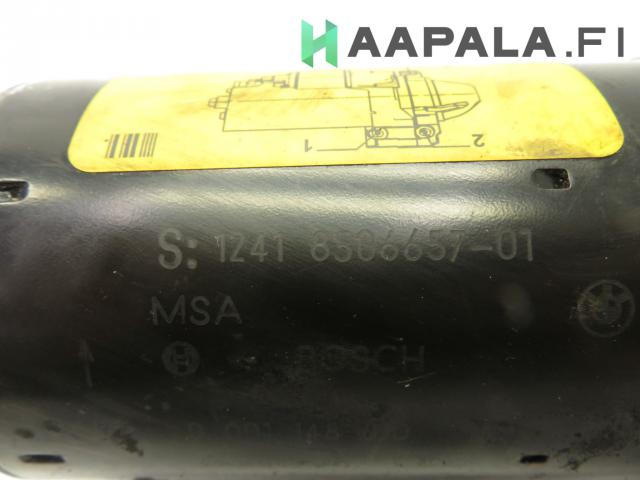 HAAPALA.FI
1 2
S: 1241 8506657-01
MSA
BOSCH